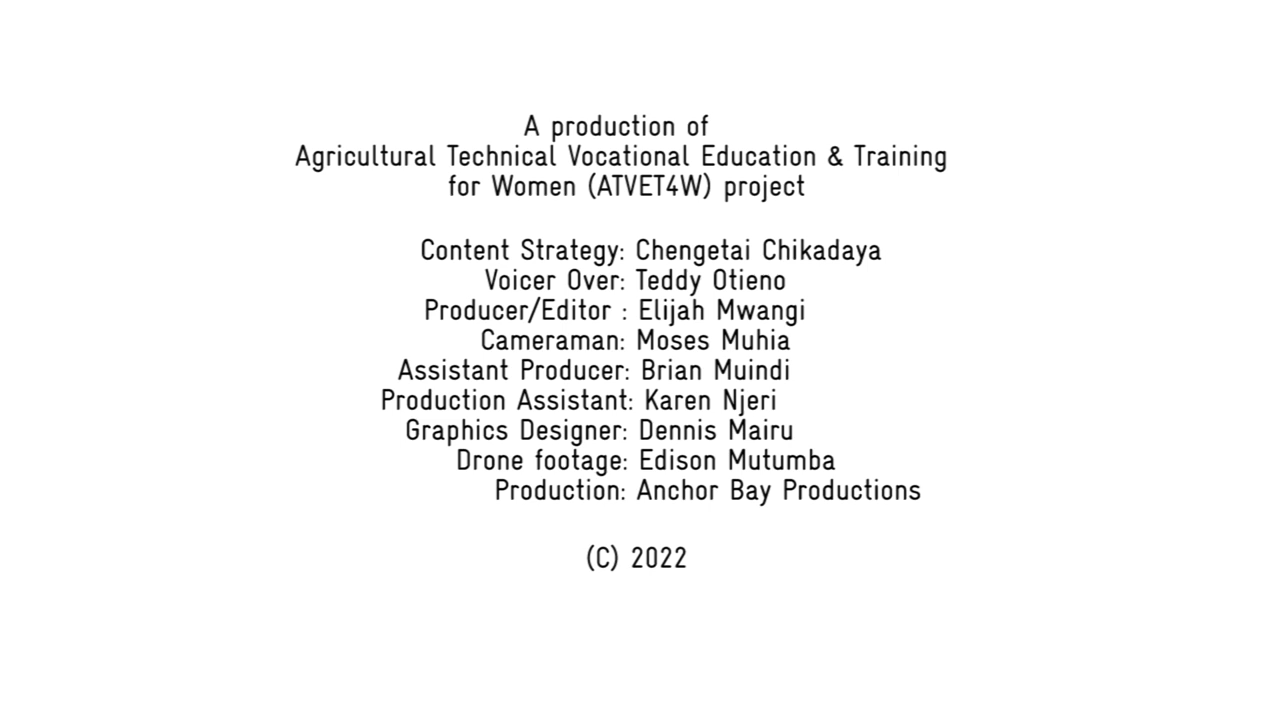 A production of
Agricultural Technical Vocational Education & Training
for Women (ATVET4W) project
Content Strategy: Chengetai Chikadaya
Voicer Over: Teddy Otieno
Producer/Editor : Elijah Mwangi
Cameraman: Moses Muhia
Assistant Producer: Brian Muindi
Production Assistant: Karen Njeri
Graphics Designer: Dennis Mairu
Drone footage: Edison Mutumba
Production: Anchor Bay Productions
(C) 2022